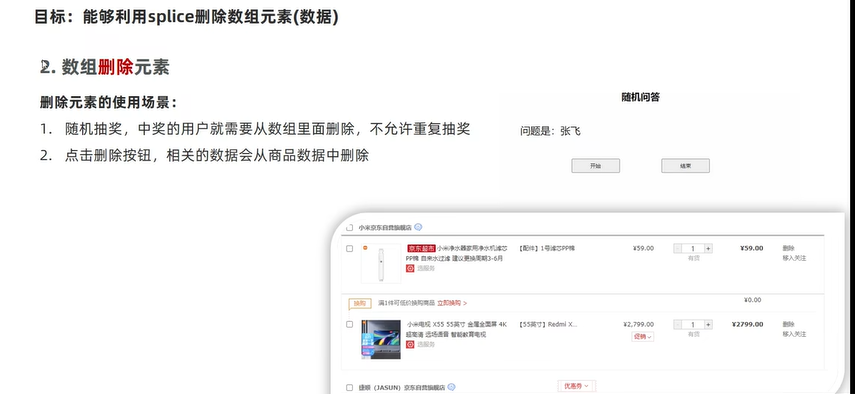 目标：能够利用splice删除数组元素(数据)
2. 数组删除元素
删除元素的使用场景：
1. 随机抽奖，中奖的用户就需要从数组里面删除，不允许重复抽奖
2. 点击删除按钮，相关的数据会从商品数据中删除
随机问答
问题是：张飞
开始 结束
小米京东自营旗舰店
京东超市 小米净水器家用净水机滤芯 【配件】1号滤芯PP棉 ¥59.00 - 1 + ¥59.00 删除
PP棉 自来水过滤 建议更换周期3-6月 有货 移入关注
选服务
换购 满1件可低价换购商品 立即换购 > ¥0.00
小米电视 X55 55英寸 金属全面屏 4K 【55英寸】Redmi X... ¥2,799.00 - 1 + ¥2799.00 删除
超高清 远场语音 智能教育电视 促销 有货 移入关注
选服务
捷顺（JASUN）京东自营旗舰店 优惠券